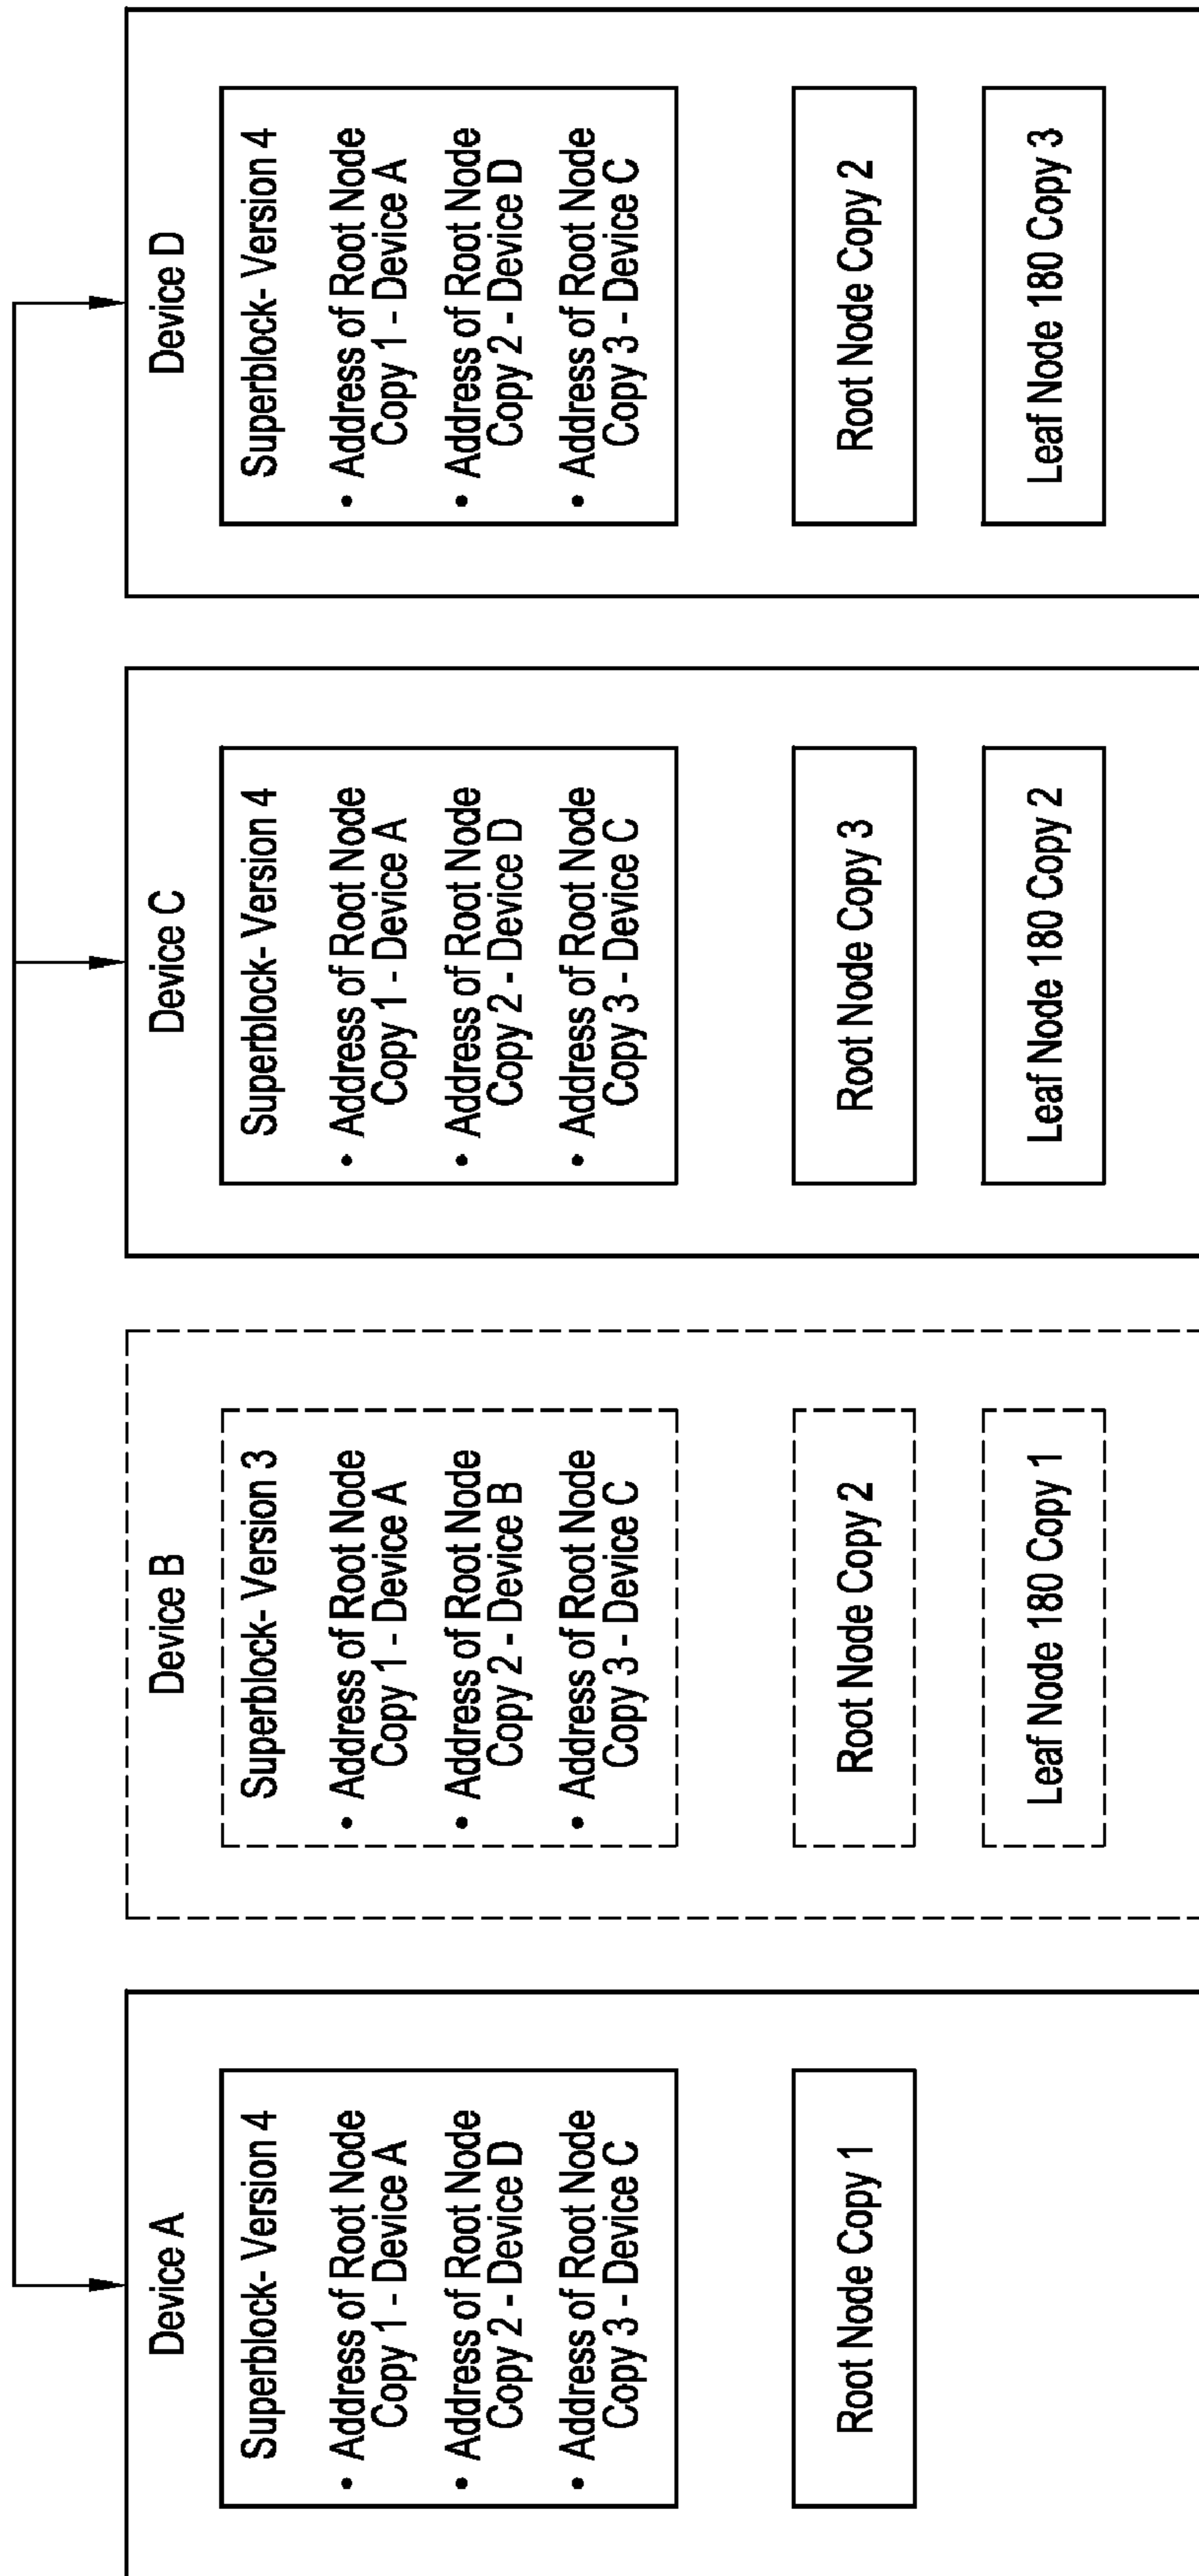 Device A
Superblock- Version 4
• Address of Root Node
Copy 1 - Device A
• Address of Root Node
Copy 2 - Device D
• Address of Root Node
Copy 3 - Device C
Root Node Copy 1
Device B
Superblock- Version 3
• Address of Root Node
Copy 1 - Device A
• Address of Root Node
Copy 2 - Device B
• Address of Root Node
Copy 3 - Device C
Root Node Copy 2
Leaf Node 180 Copy 1
Device C
Superblock- Version 4
• Address of Root Node
Copy 1 - Device A
• Address of Root Node
Copy 2 - Device D
• Address of Root Node
Copy 3 - Device C
Root Node Copy 3
Leaf Node 180 Copy 2
Device D
Superblock- Version 4
• Address of Root Node
Copy 1 - Device A
• Address of Root Node
Copy 2 - Device D
• Address of Root Node
Copy 3 - Device C
Root Node Copy 2
Leaf Node 180 Copy 3